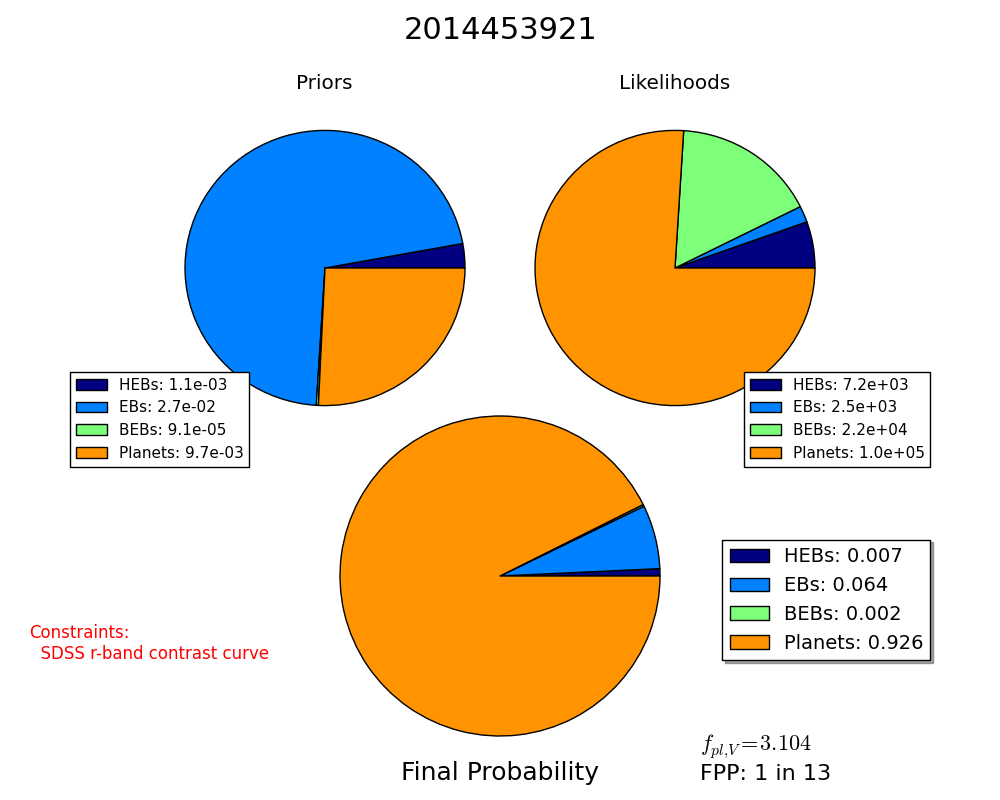 2014453921
Priors
Likelihoods
HEBs: 1.1e-03
EBs: 2.7e-02
BEBs: 9.1e-05
Planets: 9.7e-03
HEBs: 7.2e+03
EBs: 2.5e+03
BEBs: 2.2e+04
Planets: 1.0e+05
HEBs: 0.007
EBs: 0.064
BEBs: 0.002
Planets: 0.926
Constraints:
SDSS r-band contrast curve
f_{pl,V}=3.104
Final Probability
FPP: 1 in 13